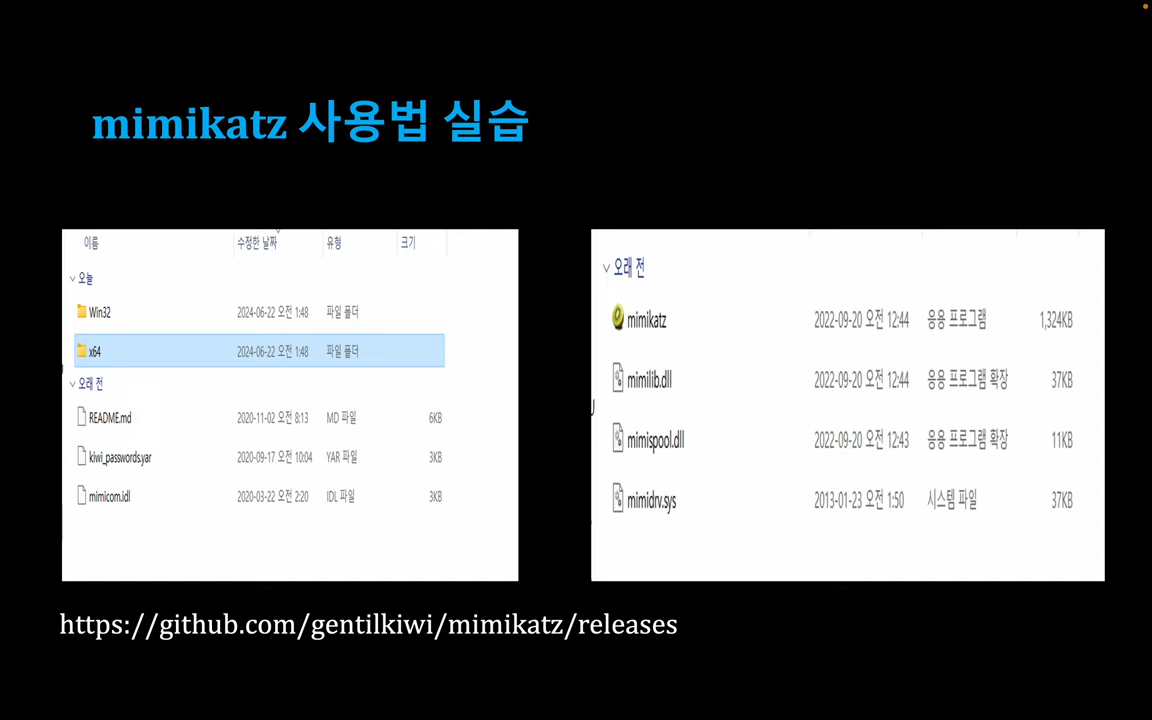 mimikatz 사용법 실습
이름 수정한 날짜 유형 크기
오늘
Win32 2024-06-22 오전 1:48 파일 폴더
x64 2024-06-22 오전 1:48 파일 폴더
오래 전
README.md 2020-11-02 오전 8:13 MD 파일 6KB
kiwi_passwords.yar 2020-09-17 오전 10:04 YAR 파일 3KB
mimicom.idl 2020-03-22 오전 2:20 IDL 파일 3KB
오래 전
mimikatz 2022-09-20 오전 12:44 응용 프로그램 1,324KB
mimilib.dll 2022-09-20 오전 12:44 응용 프로그램 확장 37KB
mimispool.dll 2022-09-20 오전 12:43 응용 프로그램 확장 11KB
mimidrv.sys 2013-01-23 오전 1:50 시스템 파일 37KB
https://github.com/gentilkiwi/mimikatz/releases